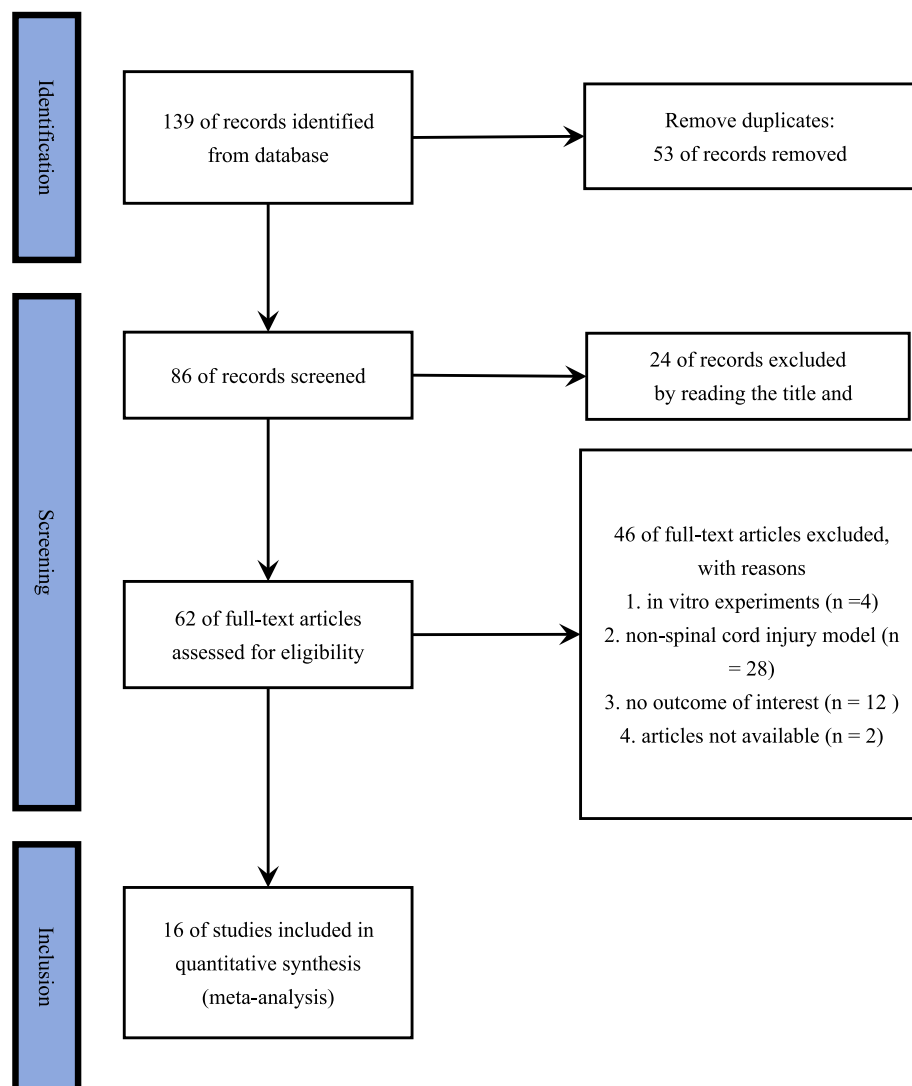 Identification
139 of records identified
from database
Remove duplicates:
53 of records removed
Screening
86 of records screened
24 of records excluded
by reading the title and
62 of full-text articles
assessed for eligibility
46 of full-text articles excluded,
with reasons
1. in vitro experiments (n =4)
2. non-spinal cord injury model (n
= 28)
3. no outcome of interest (n = 12 )
4. articles not available (n = 2)
Inclusion
16 of studies included in
quantitative synthesis
(meta-analysis)